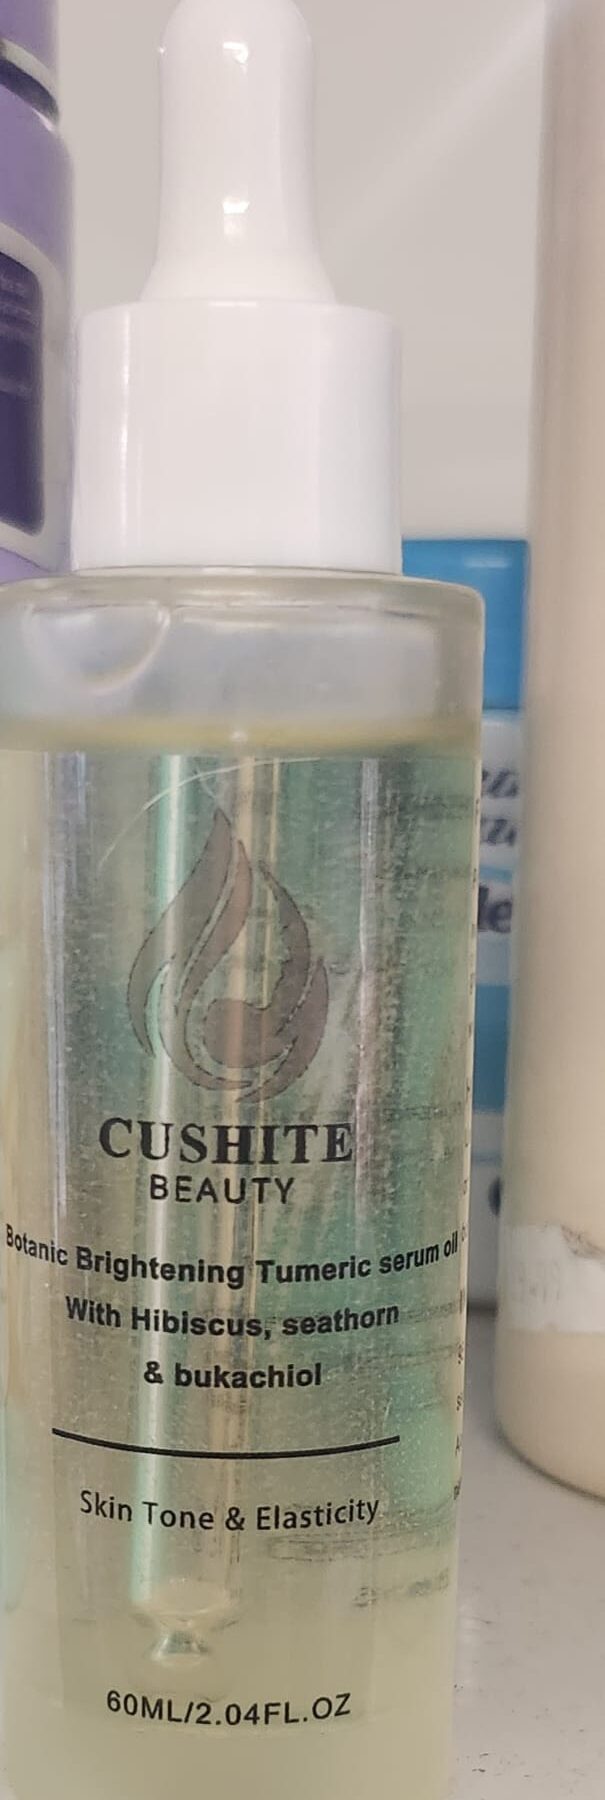 CUSHITE
BEAUTY
Botanic Brightening Tumeric serum oil
With Hibiscus, seathorn
& bukachiol
Skin Tone & Elasticity
60ML/2.04FL.OZ